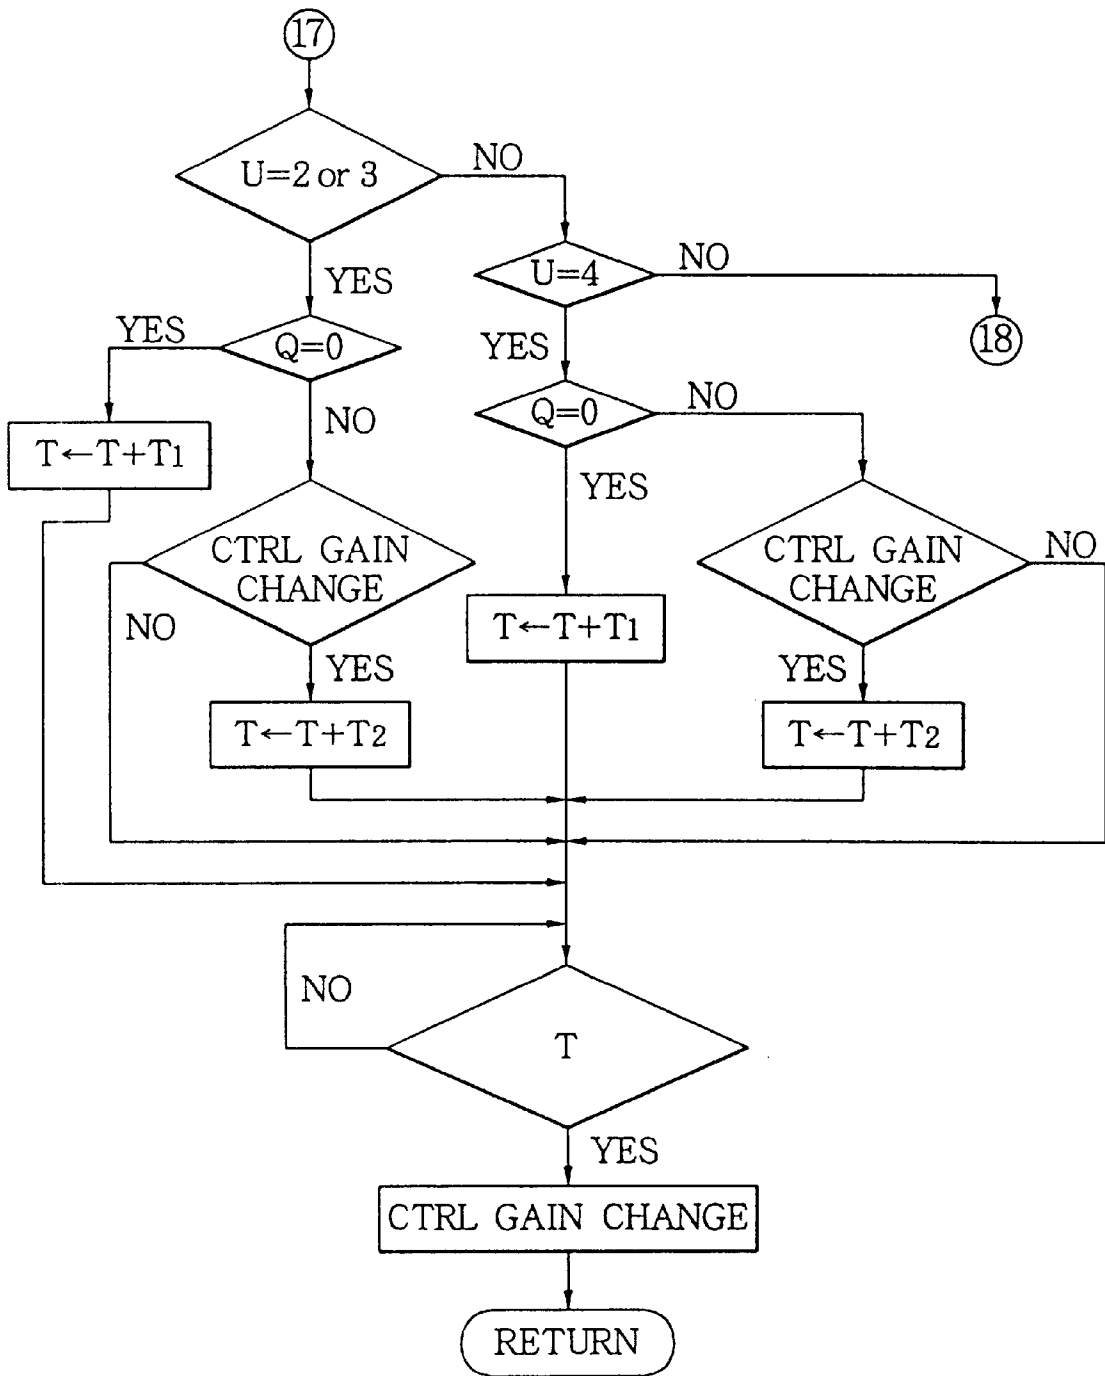 17
U=2 or 3
NO
YES
U=4
NO
18
YES
Q=0
NO
T←T+T1
YES
Q=0
NO
YES
T←T+T1
CTRL GAIN
CHANGE
NO
YES
T←T+T2
CTRL GAIN
CHANGE
NO
YES
T←T+T2
T
NO
YES
CTRL GAIN CHANGE
RETURN